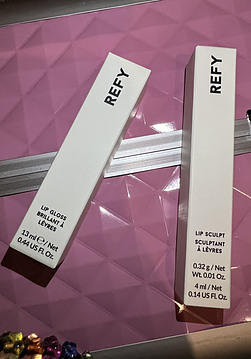 REFY
LIP GLOSS
BRILLANT À
LÈVRES
13 ml ℮ / Net
0.44 US Fl. Oz.
REFY
LIP SCULPT
SCULPTANT
À LÈVRES
0.32 g / Net
Wt. 0.01 Oz.
4 ml / Net
0.14 US Fl. Oz.